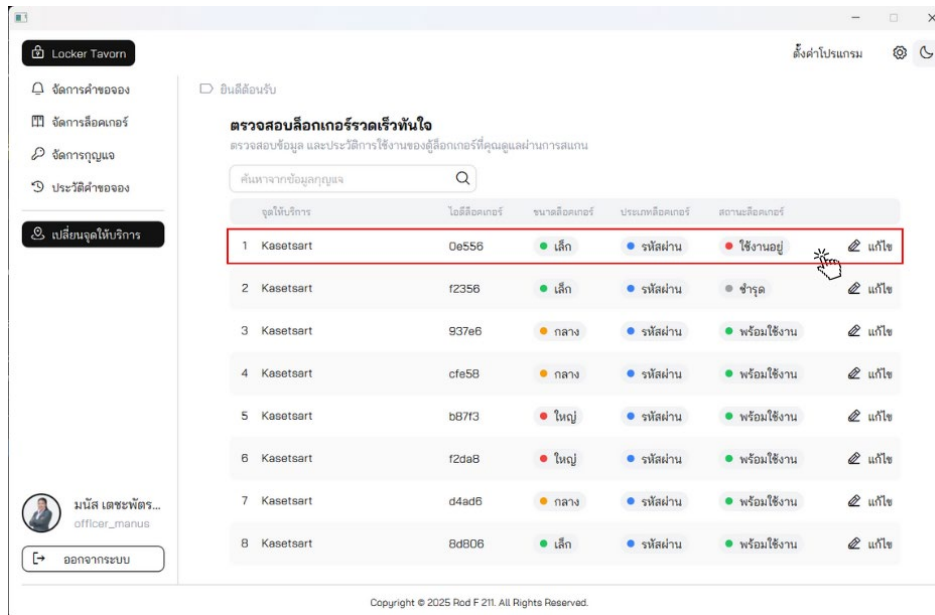 Locker Tavorn
ตั้งค่าโปรแกรม
จัดการคำขอจอง
จัดการล็อคเกอร์
จัดการกุญแจ
ประวัติคำขอจอง
เปลี่ยนจุดให้บริการ
ยินดีต้อนรับ
ตรวจสอบล็อกเกอร์รวดเร็วทันใจ
ตรวจสอบข้อมูล และประวัติการใช้งานของตู้ล็อกเกอร์ที่คุณดูแลผ่านการสแกน
ค้นหาจากข้อมูลกุญแจ
จุดให้บริการ ไอดีล็อคเกอร์ ขนาดล็อคเกอร์ ประเภทล็อคเกอร์ สถานะล็อคเกอร์
1 Kasetsart 0e556 เล็ก รหัสผ่าน ใช้งานอยู่ แก้ไข
2 Kasetsart f2356 เล็ก รหัสผ่าน ชำรุด แก้ไข
3 Kasetsart 937e6 กลาง รหัสผ่าน พร้อมใช้งาน แก้ไข
4 Kasetsart cfe58 กลาง รหัสผ่าน พร้อมใช้งาน แก้ไข
5 Kasetsart b87f3 ใหญ่ รหัสผ่าน พร้อมใช้งาน แก้ไข
6 Kasetsart f2da8 ใหญ่ รหัสผ่าน พร้อมใช้งาน แก้ไข
7 Kasetsart d4ad6 กลาง รหัสผ่าน พร้อมใช้งาน แก้ไข
8 Kasetsart 8d806 เล็ก รหัสผ่าน พร้อมใช้งาน แก้ไข
มนัส เตชะพัตร...
officer_manus
ออกจากระบบ
Copyright © 2025 Rod F 211. All Rights Reserved.